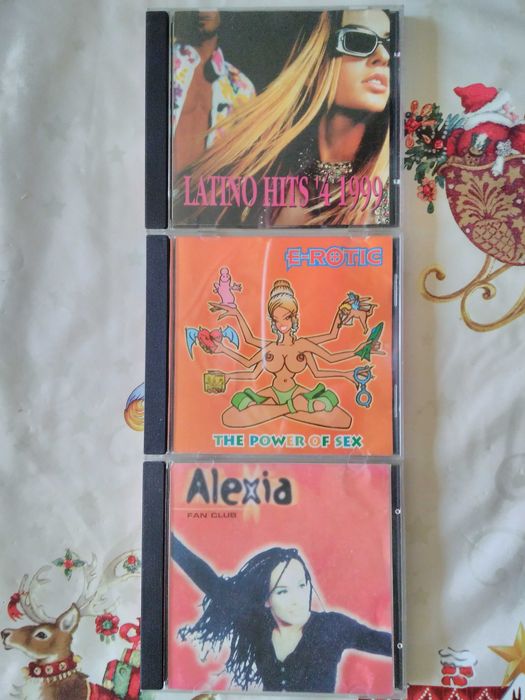 LATINO HITS '4 1999
E-ROTIC
THE POWER OF SEX
Alexia
FAN CLUB